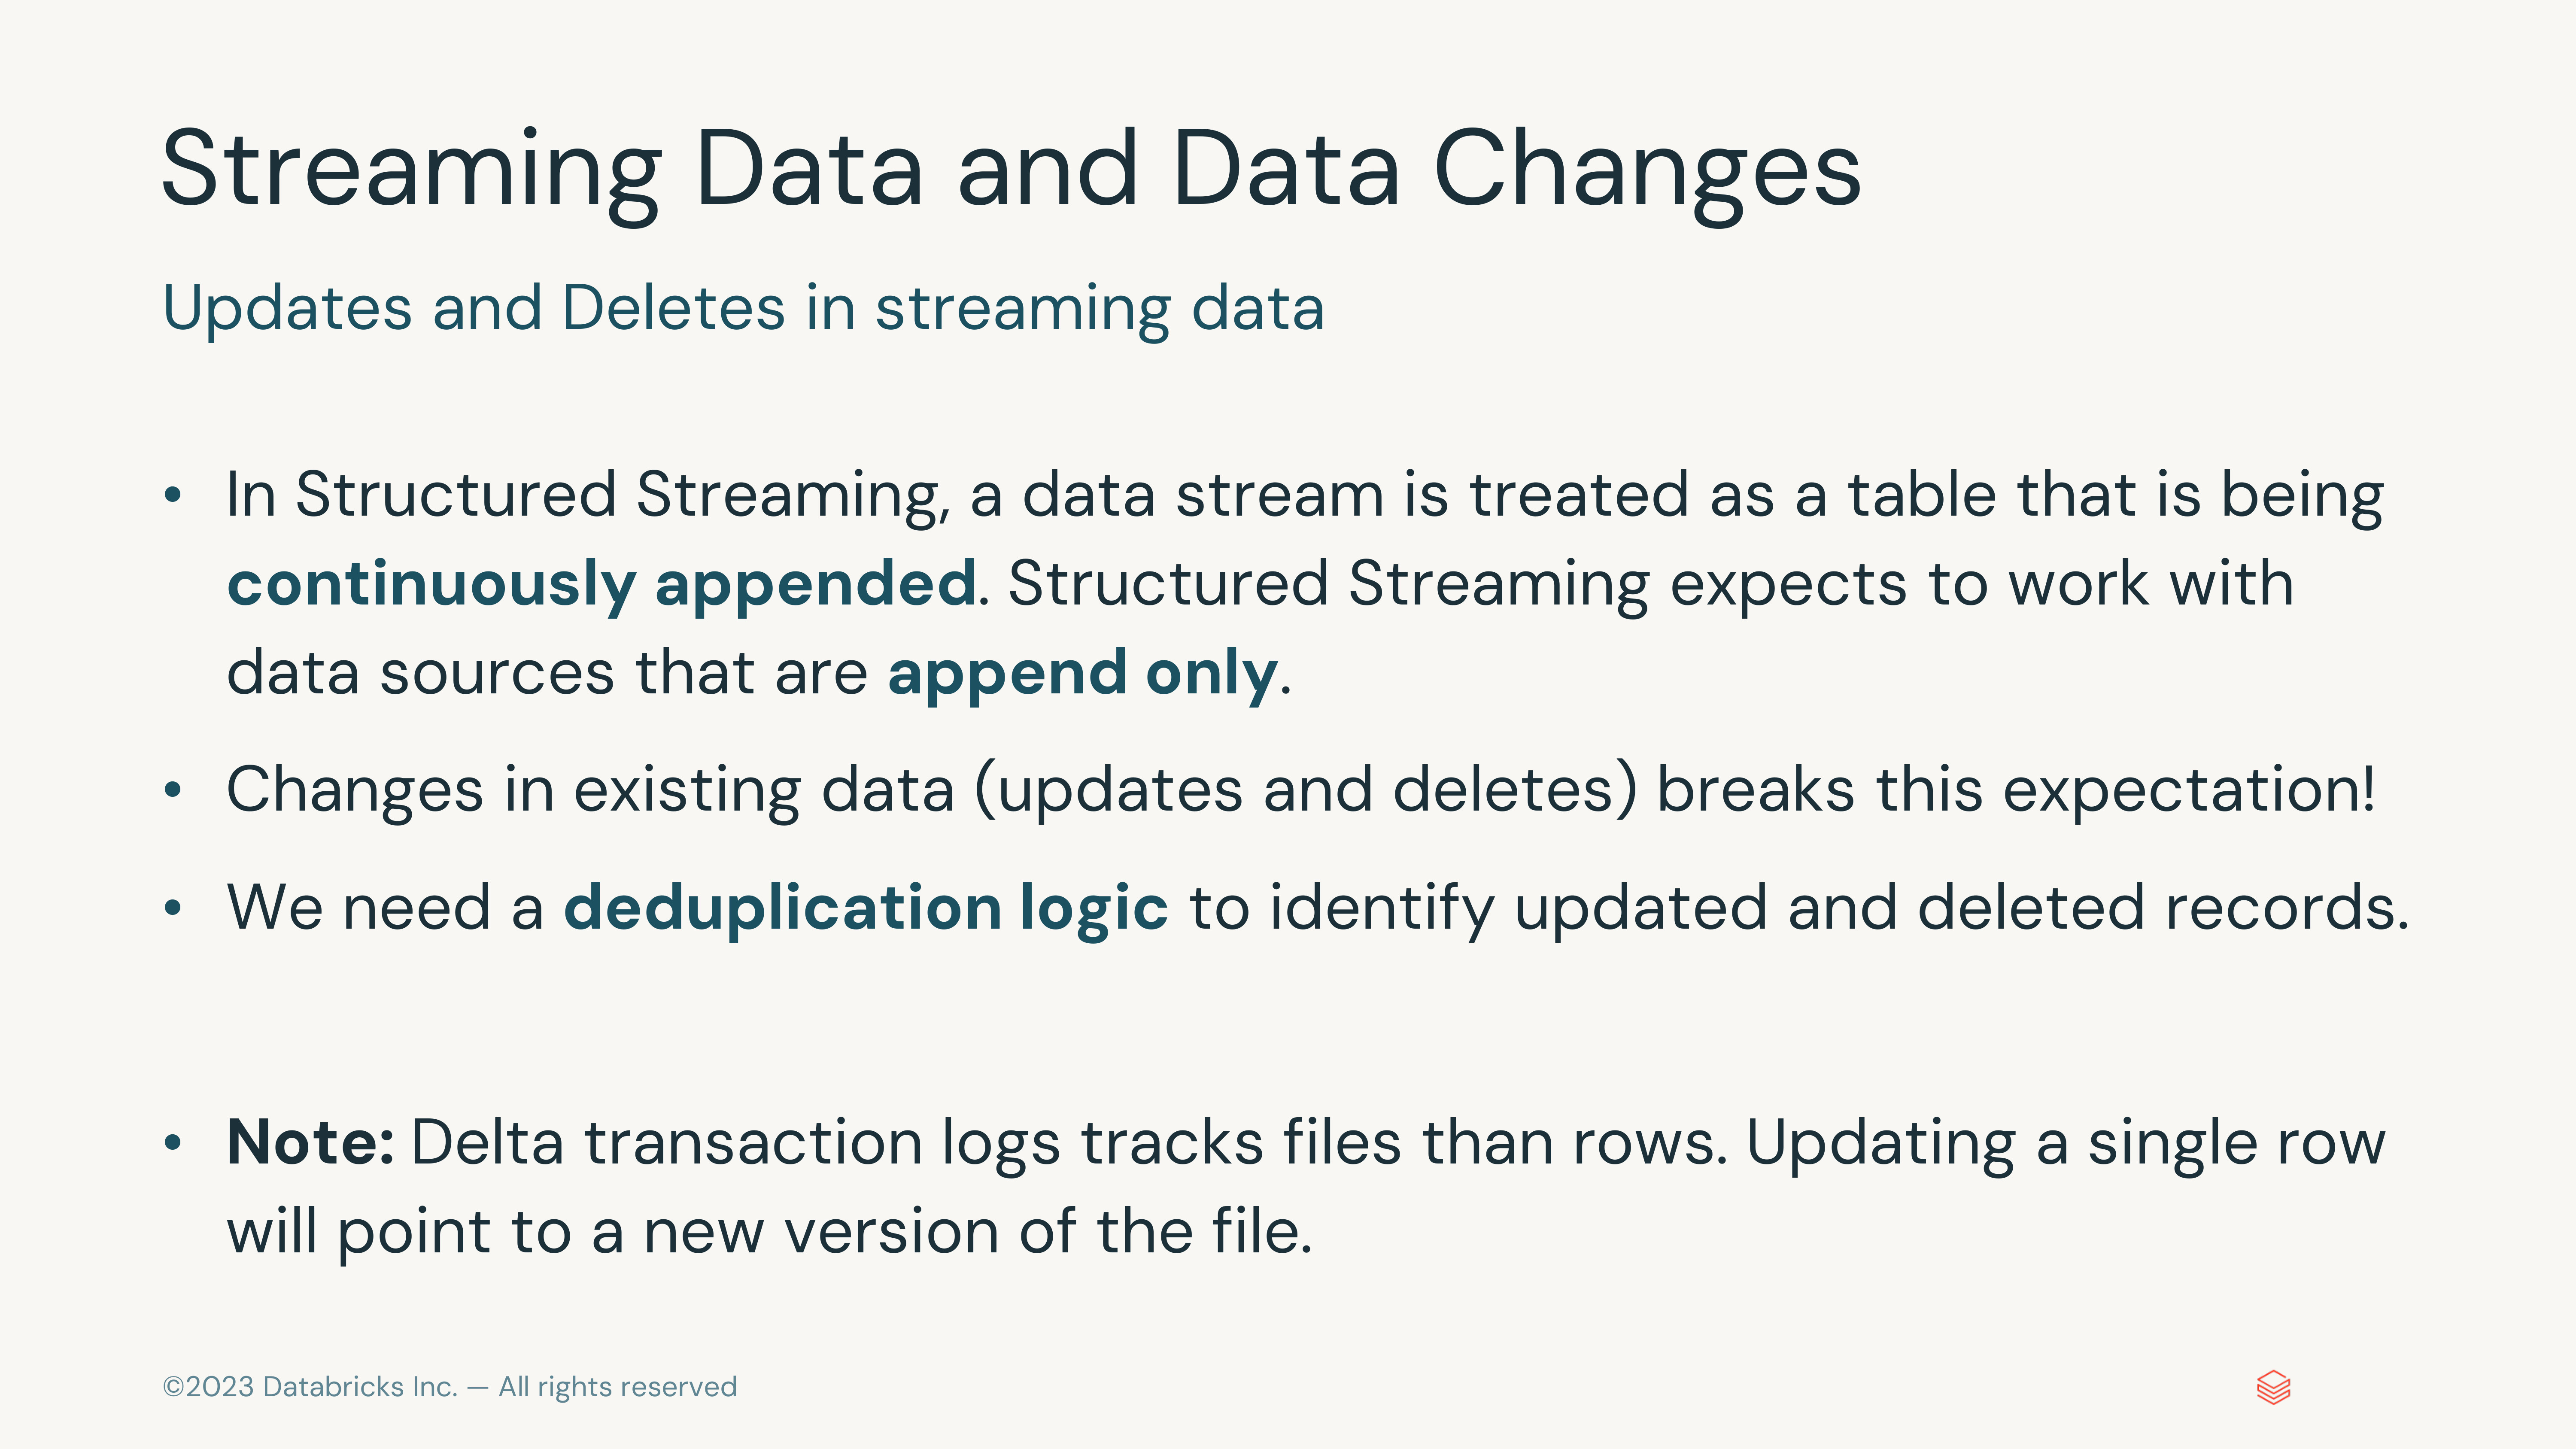 Streaming Data and Data Changes
Updates and Deletes in streaming data
• In Structured Streaming, a data stream is treated as a table that is being
continuously appended. Structured Streaming expects to work with
data sources that are append only.
• Changes in existing data (updates and deletes) breaks this expectation!
• We need a deduplication logic to identify updated and deleted records.
• Note: Delta transaction logs tracks files than rows. Updating a single row
will point to a new version of the file.
©2023 Databricks Inc. — All rights reserved